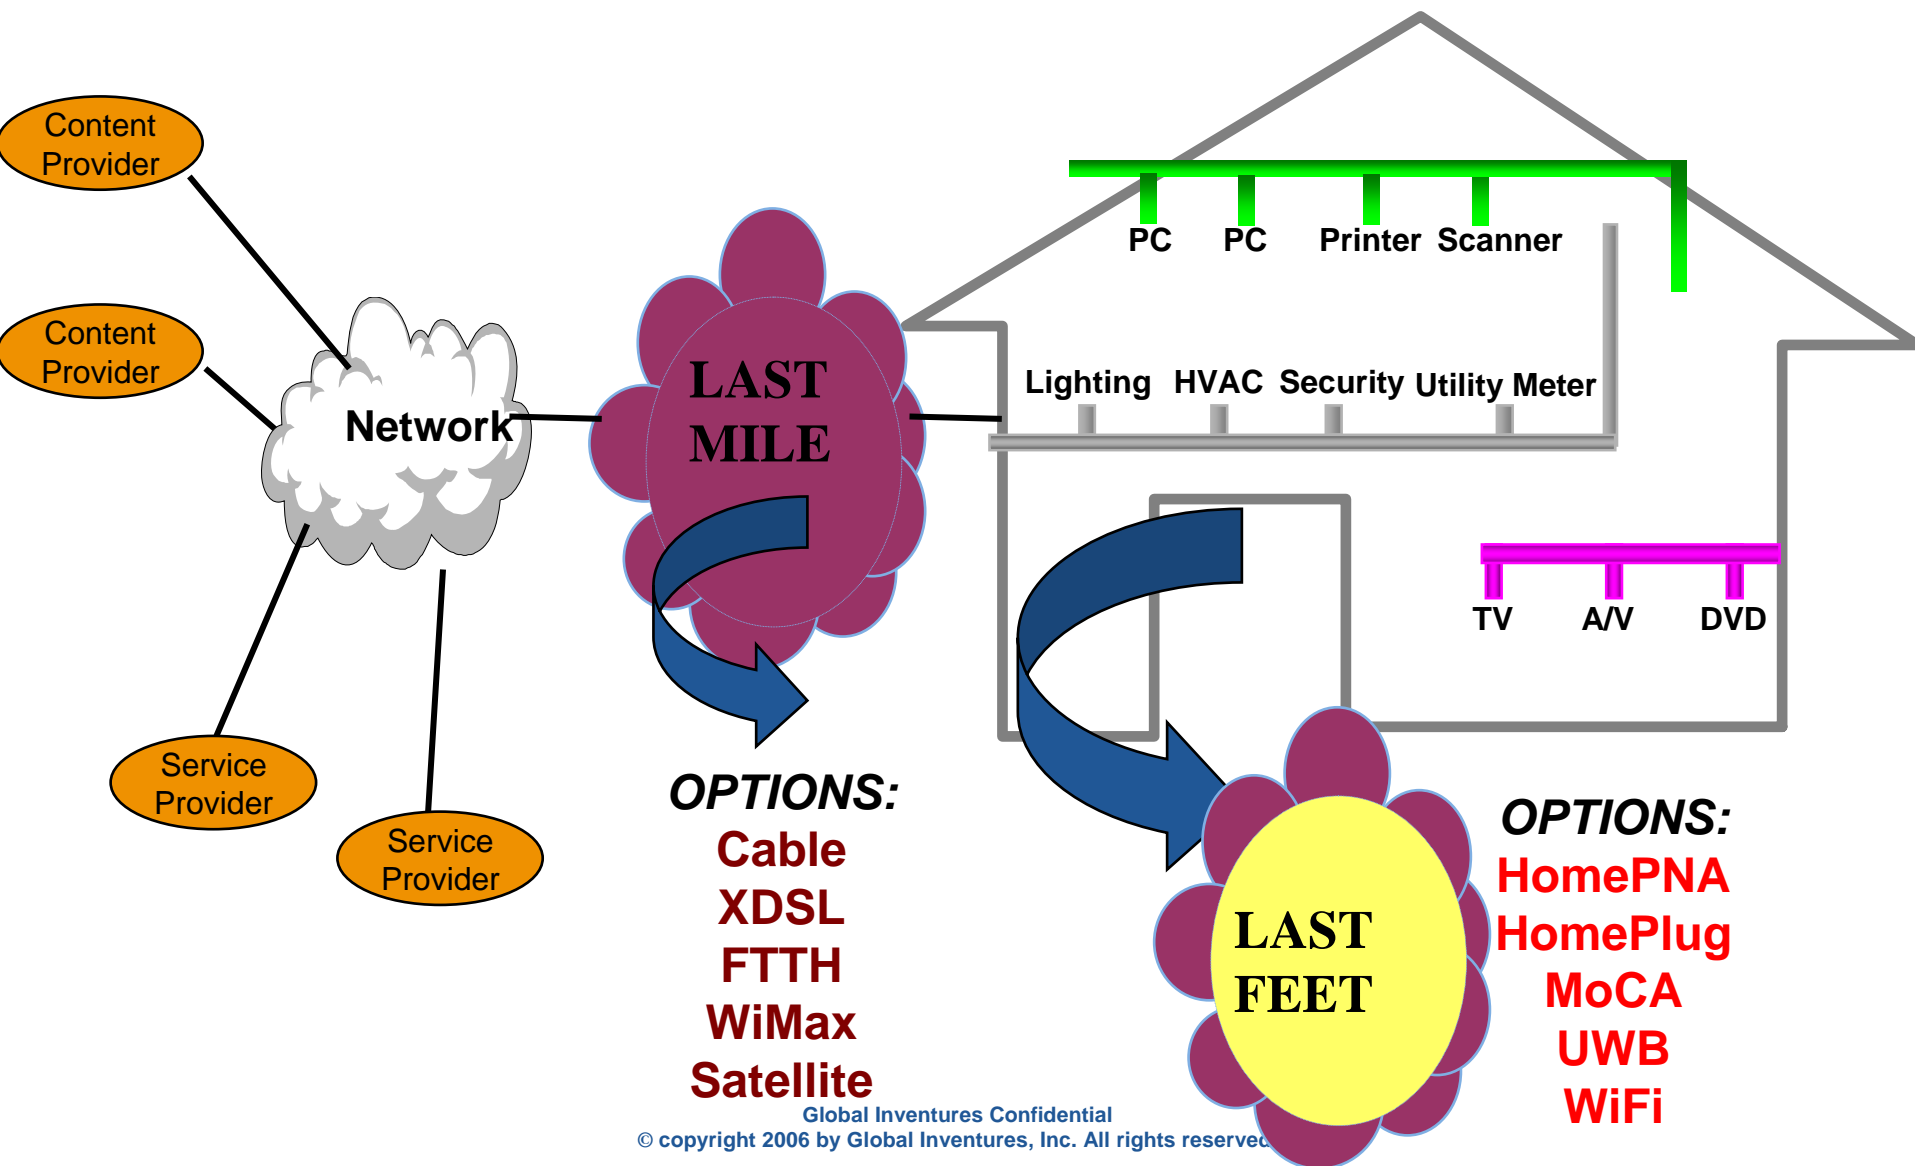 Content
Provider
Content
Provider
Network
Service
Provider
Service
Provider
LAST
MILE
OPTIONS:
Cable
XDSL
FTTH
WiMax
Satellite
PC PC Printer Scanner
Lighting HVAC Security Utility Meter
TV A/V DVD
LAST
FEET
OPTIONS:
HomePNA
HomePlug
MoCA
UWB
WiFi
Global Inventures Confidential
© copyright 2006 by Global Inventures, Inc. All rights reserved